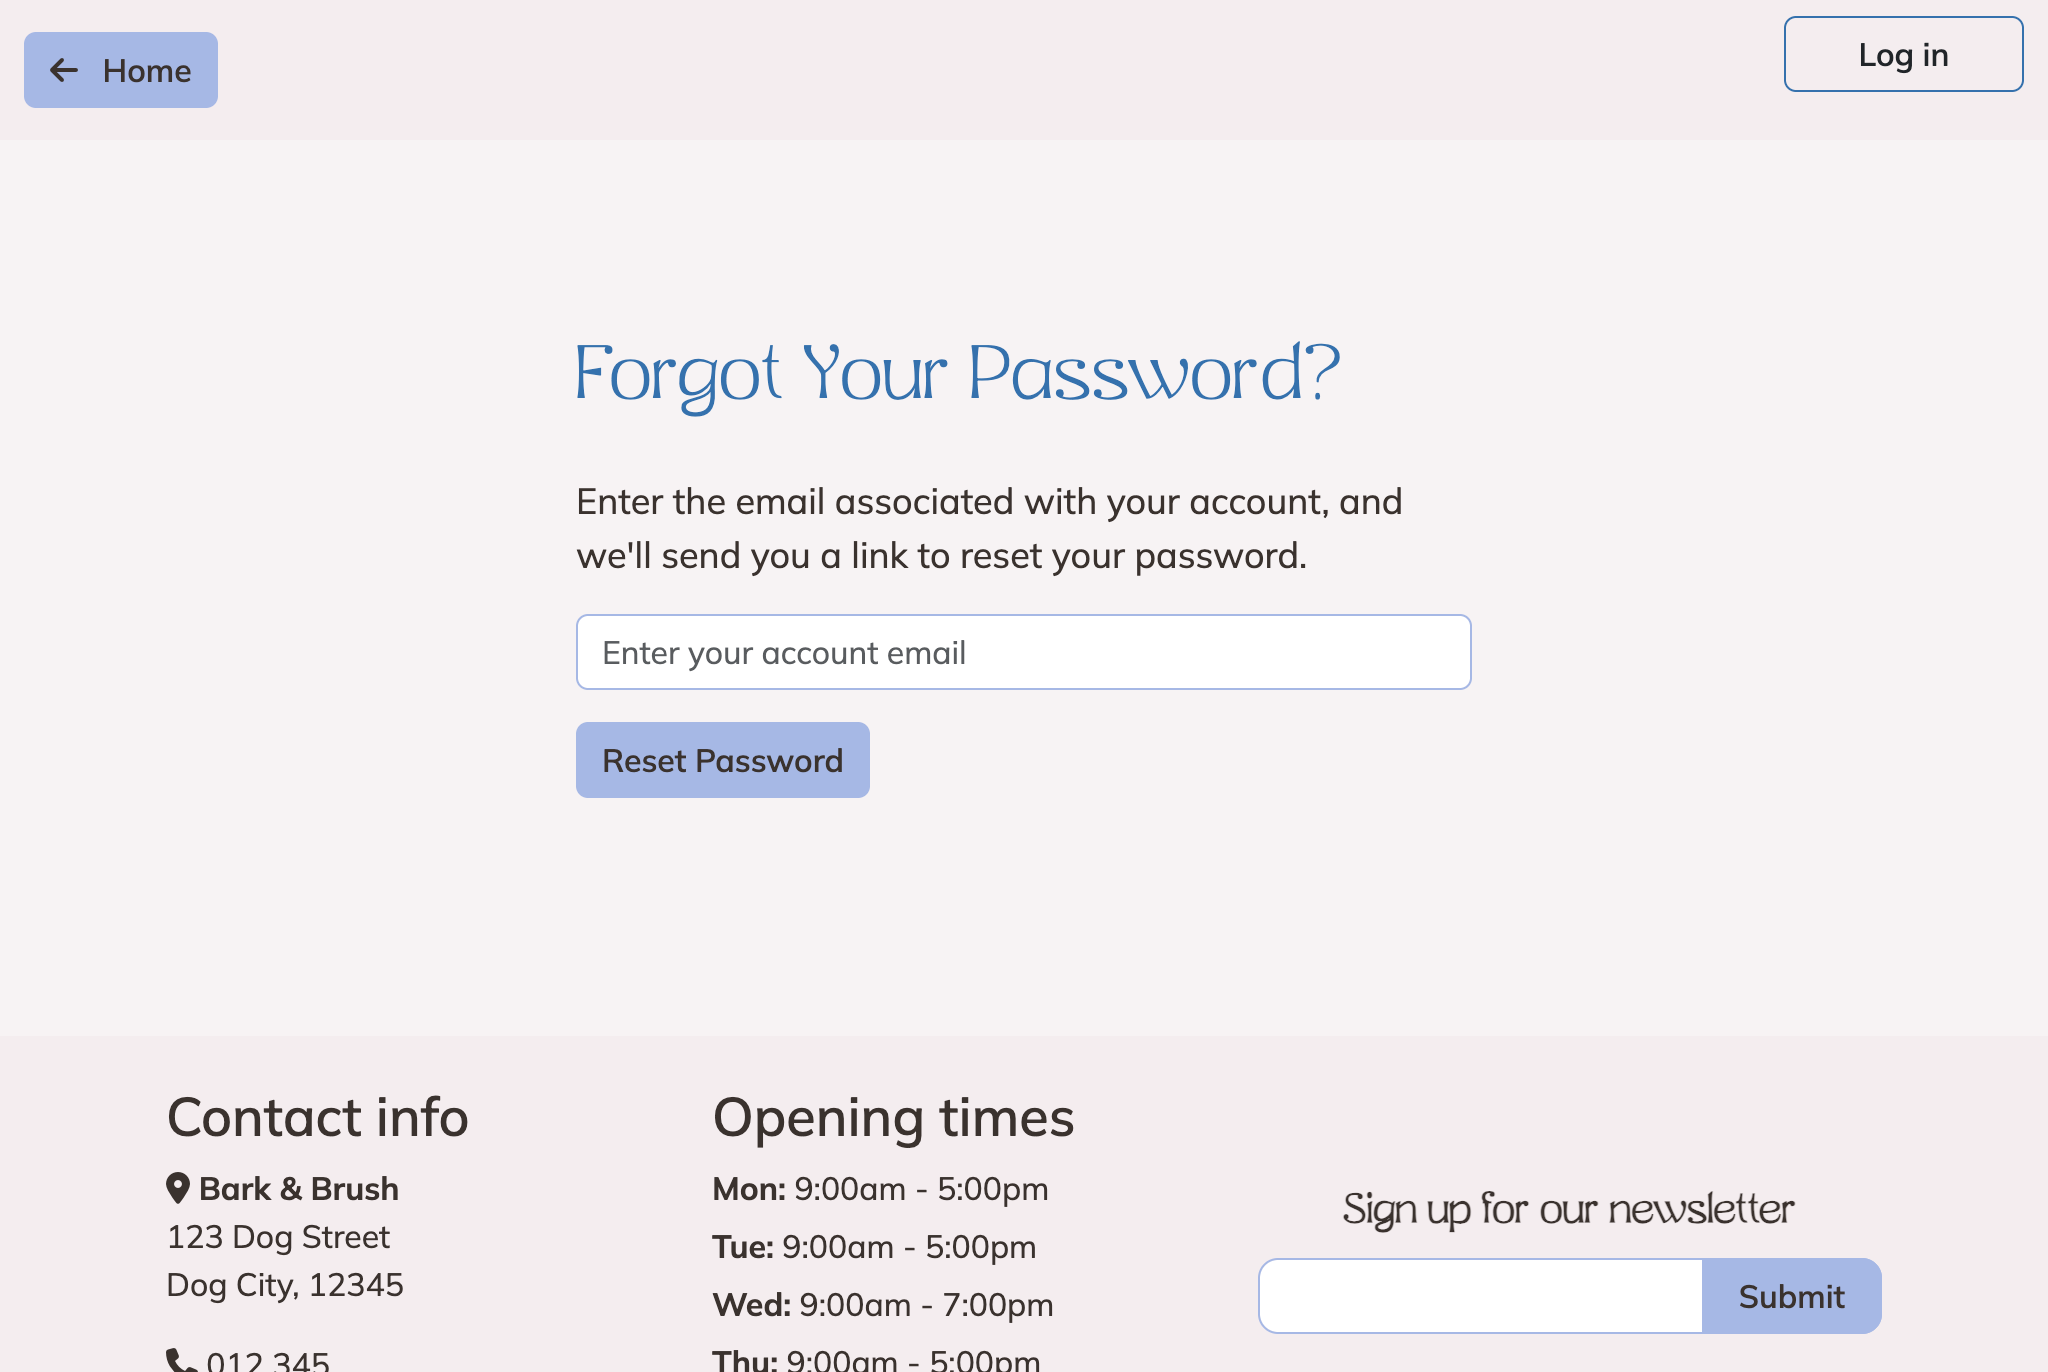 Home
Log in
Forgot Your Password?
Enter the email associated with your account, and
we'll send you a link to reset your password.
Enter your account email
Reset Password
Contact info
Bark & Brush
123 Dog Street
Dog City, 12345
012 345
Opening times
Mon: 9:00am - 5:00pm
Tue: 9:00am - 5:00pm
Wed: 9:00am - 7:00pm
Thu: 9:00am - 5:00pm
Sign up for our newsletter
Submit